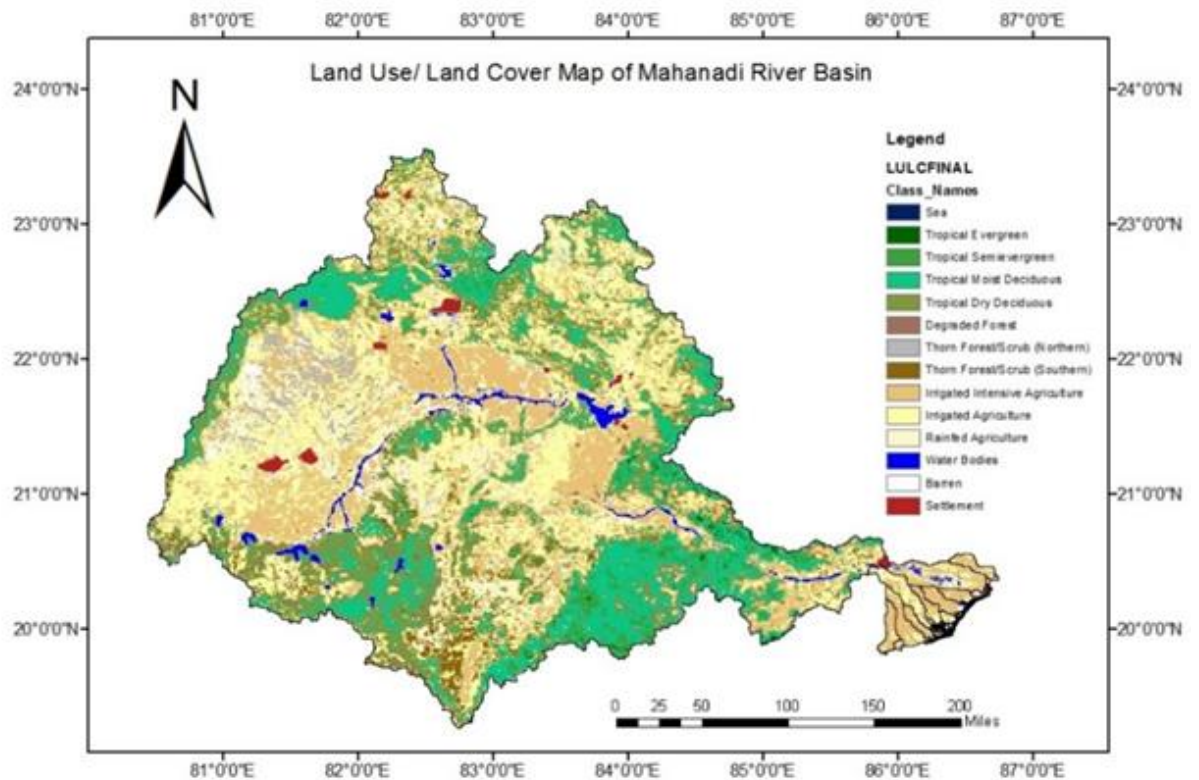 81°0'0"E 82°0'0"E 83°0'0"E 84°0'0"E 85°0'0"E 86°0'0"E 87°0'0"E
Land Use/ Land Cover Map of Mahanadi River Basin
24°0'0"N 24°0'0"N
N
Legend
LULCFINAL
Class_Names
Sea
23°0'0"N 23°0'0"N
Tropical Evergreen
Tropical Semievergreen
Tropical Moist Deciduous
Tropical Dry Deciduous
Degraded Forest
Thorn Forest/Scrub (Northern)
22°0'0"N 22°0'0"N
Thorn Forest/Scrub (Southern)
Irrigated Intensive Agriculture
Irrigated Agriculture
Rainfed Agriculture
Water Bodies
Barren
21°0'0"N 21°0'0"N
Settlement
20°0'0"N 20°0'0"N
0 25 50 100 150 200
Miles
81°0'0"E 82°0'0"E 83°0'0"E 84°0'0"E 85°0'0"E 86°0'0"E 87°0'0"E